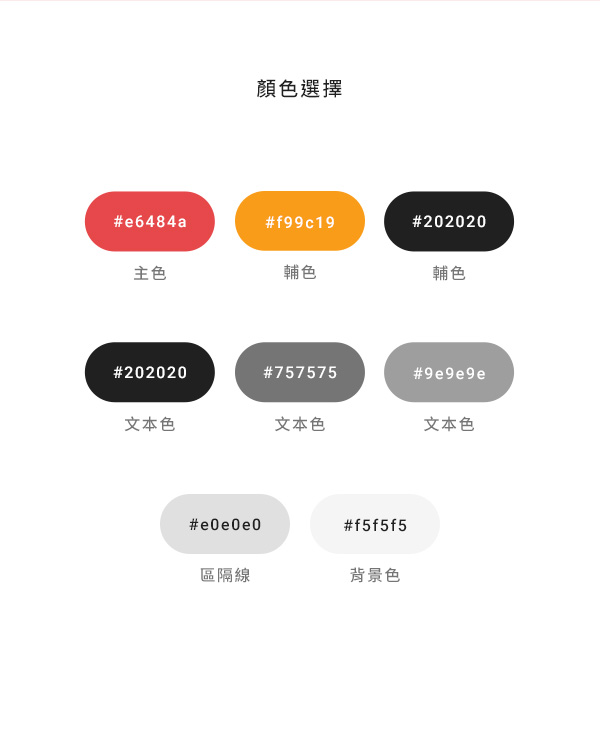 顏色選擇
#e6484a #f99c19 #202020
主色 輔色 輔色
#202020 #757575 #9e9e9e
文本色 文本色 文本色
#e0e0e0 #f5f5f5
區隔線 背景色